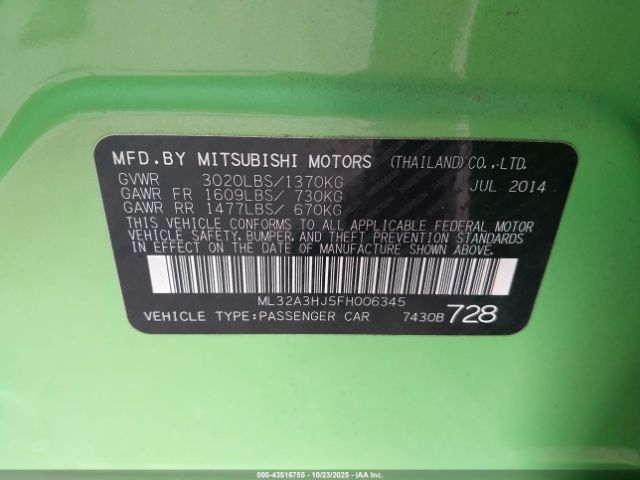 MFD.BY MITSUBISHI MOTORS (THAILAND)CO.,LTD.
GVWR 3020LBS/1370KG JUL 2014
GAWR FR 1609LBS/ 730KG
GAWR RR 1477LBS/ 670KG
THIS VEHICLE CONFORMS TO ALL APPLICABLE FEDERAL MOTOR
VEHICLE SAFETY, BUMPER, AND THEFT PREVENTION STANDARDS
IN EFFECT ON THE DATE OF MANUFACTURE SHOWN ABOVE.
ML32A3HJ5FH006345
VEHICLE TYPE:PASSENGER CAR 7430B 728
000-43516755 - 10/23/2025 - IAAI.COM